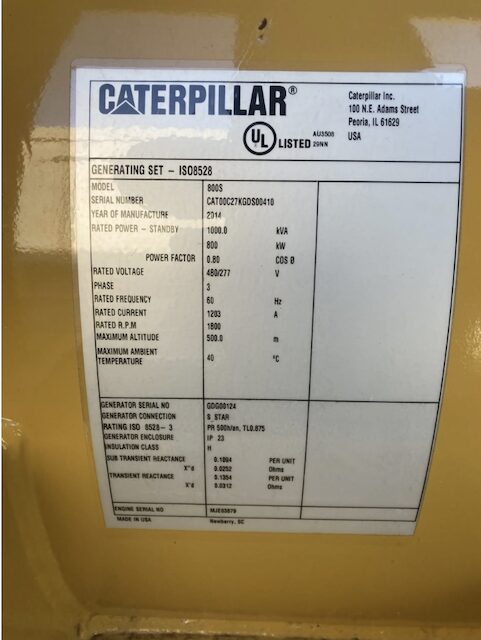 CATERPILLAR®
Caterpillar Inc.
100 N.E. Adams Street
Peoria, IL 61629
USA
UL LISTED AU3508 29NN
GENERATING SET - ISO8528
MODEL 800S
SERIAL NUMBER CAT00C27KGDS00410
YEAR OF MANUFACTURE 2014
RATED POWER - STANDBY 1000.0 kVA
800 kW
POWER FACTOR 0.80 COS Ø
RATED VOLTAGE 480/277 V
PHASE 3
RATED FREQUENCY 60 Hz
RATED CURRENT 1203 A
RATED R.P.M 1800
MAXIMUM ALTITUDE 500.0 m
MAXIMUM AMBIENT TEMPERATURE 40 °C
GENERATOR SERIAL NO GDG00124
GENERATOR CONNECTION S_STAR
RATING ISO 8528-3 PR 500h/an, TL0.875
GENERATOR ENCLOSURE IP 23
INSULATION CLASS H
SUB TRANSIENT REACTANCE 0.1094 PER UNIT
X"d 0.0252 Ohms
TRANSIENT REACTANCE 0.1354 PER UNIT
X'd 0.0312 Ohms
ENGINE SERIAL NO MJE03879
MADE IN USA Newberry, SC